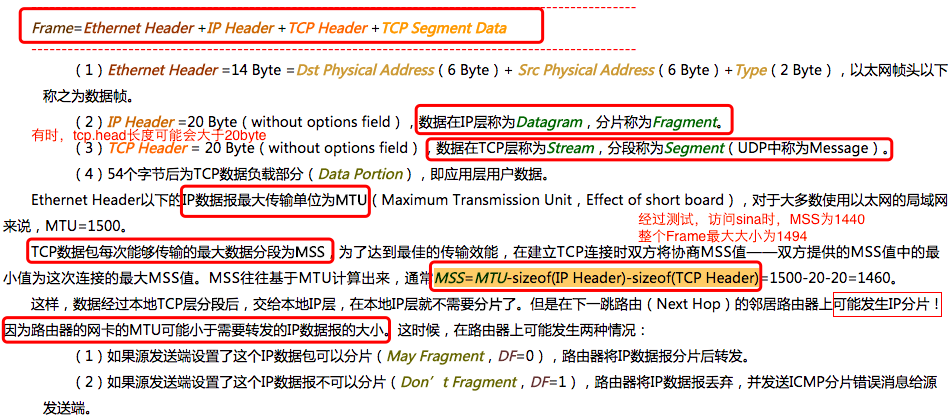 Frame=Ethernet Header +IP Header +TCP Header +TCP Segment Data
（1）Ethernet Header =14 Byte =Dst Physical Address（6 Byte）+ Src Physical Address（6 Byte）+Type（2 Byte），以太网帧头以下
称之为数据帧。
（2）IP Header =20 Byte（without options field），数据在IP层称为Datagram，分片称为Fragment。
有时，tcp.head长度可能会大于20byte
（3）TCP Header = 20 Byte（without options field），数据在TCP层称为Stream，分段称为Segment（UDP中称为Message）。
（4）54个字节后为TCP数据负载部分（Data Portion），即应用层用户数据。
Ethernet Header以下的IP数据报最大传输单位为MTU（Maximum Transmission Unit，Effect of short board），对于大多数使用以太网的局域网
来说，MTU=1500。
经过测试，访问sina时，MSS为1440
整个Frame最大大小为1494
TCP数据包每次能够传输的最大数据分段为MSS，为了达到最佳的传输效能，在建立TCP连接时双方将协商MSS值——双方提供的MSS值中的最
小值为这次连接的最大MSS值。MSS往往基于MTU计算出来，通常MSS=MTU-sizeof(IP Header)-sizeof(TCP Header)=1500-20-20=1460。
这样，数据经过本地TCP层分段后，交给本地IP层，在本地IP层就不需要分片了。但是在下一跳路由（Next Hop）的邻居路由器上可能发生IP分片！
因为路由器的网卡的MTU可能小于需要转发的IP数据报的大小。这时候，在路由器上可能发生两种情况：
（1）如果源发送端设置了这个IP数据包可以分片（May Fragment，DF=0），路由器将IP数据报分片后转发。
（2）如果源发送端设置了这个IP数据报不可以分片（Don’t Fragment，DF=1），路由器将IP数据报丢弃，并发送ICMP分片错误消息给源
发送端。